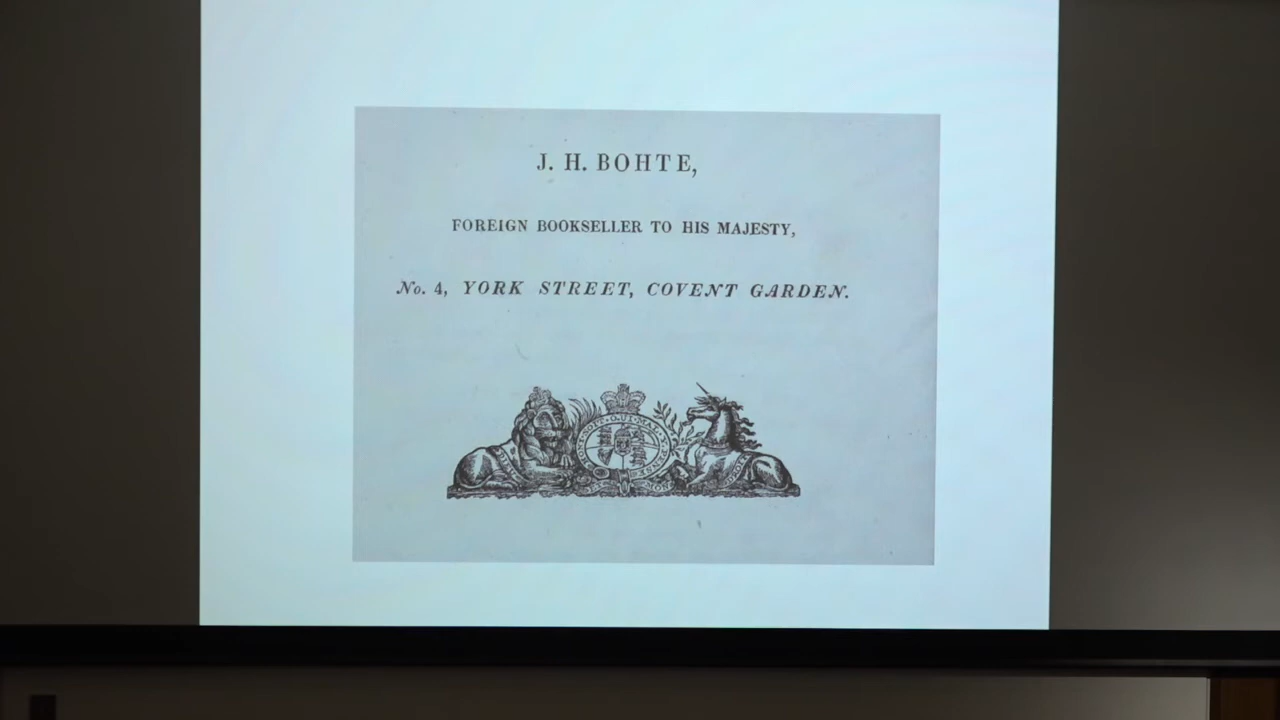 J. H. BOHTE,
FOREIGN BOOKSELLER TO HIS MAJESTY,
No. 4, YORK STREET, COVENT GARDEN.